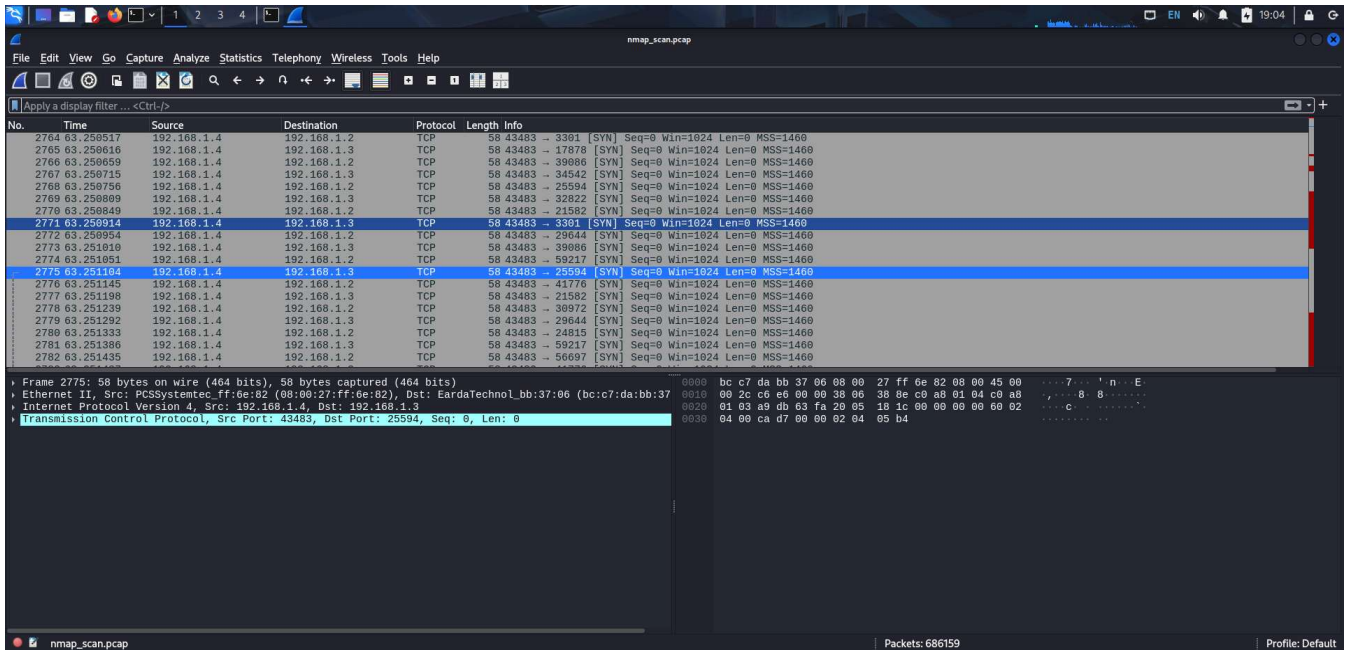 1 2 3 4 EN 19:04
nmap_scan.pcap
File Edit View Go Capture Analyze Statistics Telephony Wireless Tools Help
Apply a display filter ... <Ctrl-/>
No. Time Source Destination Protocol Length Info
2764 63.250517 192.168.1.4 192.168.1.2 TCP 58 43483 → 3301 [SYN] Seq=0 Win=1024 Len=0 MSS=1460
2765 63.250616 192.168.1.4 192.168.1.3 TCP 58 43483 → 17878 [SYN] Seq=0 Win=1024 Len=0 MSS=1460
2766 63.250659 192.168.1.4 192.168.1.2 TCP 58 43483 → 39086 [SYN] Seq=0 Win=1024 Len=0 MSS=1460
2767 63.250715 192.168.1.4 192.168.1.3 TCP 58 43483 → 34542 [SYN] Seq=0 Win=1024 Len=0 MSS=1460
2768 63.250756 192.168.1.4 192.168.1.2 TCP 58 43483 → 25594 [SYN] Seq=0 Win=1024 Len=0 MSS=1460
2769 63.250809 192.168.1.4 192.168.1.3 TCP 58 43483 → 32822 [SYN] Seq=0 Win=1024 Len=0 MSS=1460
2770 63.250849 192.168.1.4 192.168.1.2 TCP 58 43483 → 21582 [SYN] Seq=0 Win=1024 Len=0 MSS=1460
2771 63.250914 192.168.1.4 192.168.1.3 TCP 58 43483 → 3301 [SYN] Seq=0 Win=1024 Len=0 MSS=1460
2772 63.250954 192.168.1.4 192.168.1.2 TCP 58 43483 → 29644 [SYN] Seq=0 Win=1024 Len=0 MSS=1460
2773 63.251010 192.168.1.4 192.168.1.3 TCP 58 43483 → 39086 [SYN] Seq=0 Win=1024 Len=0 MSS=1460
2774 63.251051 192.168.1.4 192.168.1.2 TCP 58 43483 → 59217 [SYN] Seq=0 Win=1024 Len=0 MSS=1460
2775 63.251104 192.168.1.4 192.168.1.3 TCP 58 43483 → 25594 [SYN] Seq=0 Win=1024 Len=0 MSS=1460
2776 63.251145 192.168.1.4 192.168.1.2 TCP 58 43483 → 41776 [SYN] Seq=0 Win=1024 Len=0 MSS=1460
2777 63.251198 192.168.1.4 192.168.1.3 TCP 58 43483 → 21582 [SYN] Seq=0 Win=1024 Len=0 MSS=1460
2778 63.251239 192.168.1.4 192.168.1.2 TCP 58 43483 → 30972 [SYN] Seq=0 Win=1024 Len=0 MSS=1460
2779 63.251292 192.168.1.4 192.168.1.3 TCP 58 43483 → 29644 [SYN] Seq=0 Win=1024 Len=0 MSS=1460
2780 63.251333 192.168.1.4 192.168.1.2 TCP 58 43483 → 24815 [SYN] Seq=0 Win=1024 Len=0 MSS=1460
2781 63.251386 192.168.1.4 192.168.1.3 TCP 58 43483 → 59217 [SYN] Seq=0 Win=1024 Len=0 MSS=1460
2782 63.251435 192.168.1.4 192.168.1.2 TCP 58 43483 → 56697 [SYN] Seq=0 Win=1024 Len=0 MSS=1460
Frame 2775: 58 bytes on wire (464 bits), 58 bytes captured (464 bits)
Ethernet II, Src: PCSSystemtec_ff:6e:82 (08:00:27:ff:6e:82), Dst: EardaTechnol_bb:37:06 (bc:c7:da:bb:37
Internet Protocol Version 4, Src: 192.168.1.4, Dst: 192.168.1.3
Transmission Control Protocol, Src Port: 43483, Dst Port: 25594, Seq: 0, Len: 0
0000 bc c7 da bb 37 06 08 00 27 ff 6e 82 08 00 45 00 ····7··· '·n···E·
0010 00 2c c6 e6 00 00 38 06 38 8e c0 a8 01 04 c0 a8 ·,····8· 8·······
0020 01 03 a9 db 63 fa 20 05 18 1c 00 00 00 00 60 02 ····c· · ······`·
0030 04 00 ca d7 00 00 02 04 05 b4 ········ ··
nmap_scan.pcap Packets: 686159 Profile: Default